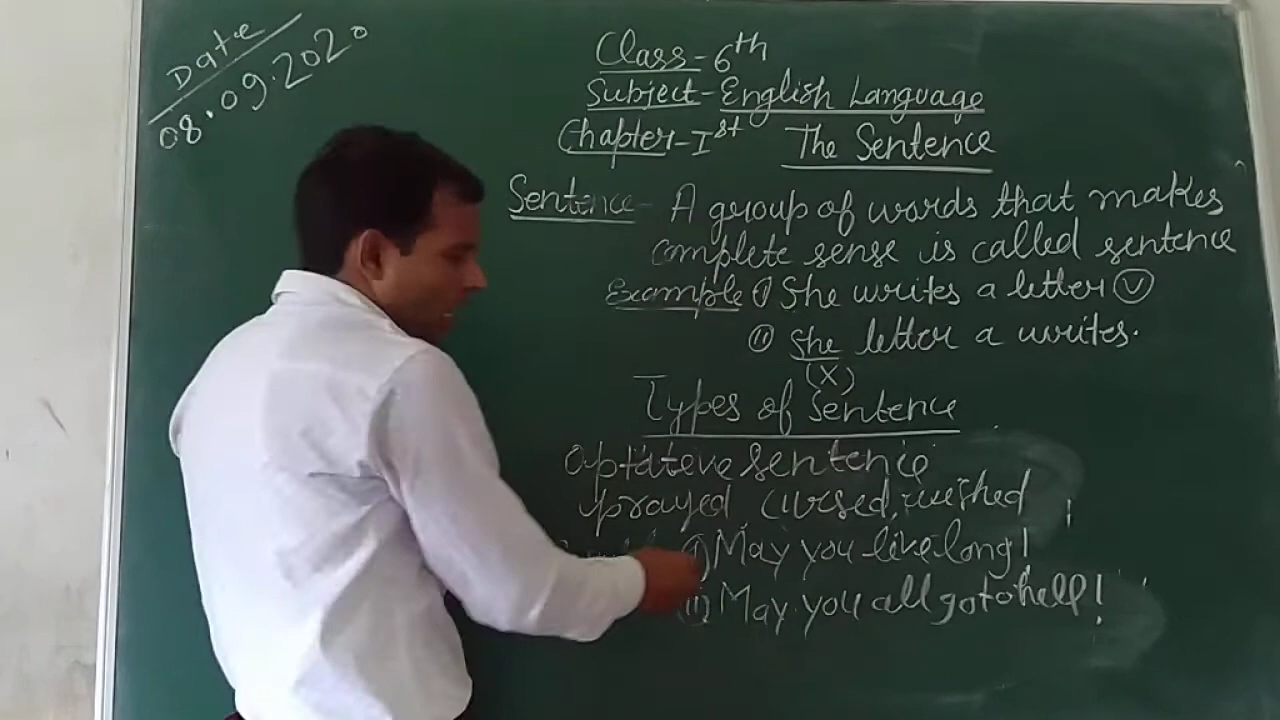 Date
08.09.2020
Class-6th
Subject-English Language
Chapter-Ist The Sentence
Sentence- A group of words that makes
complete sense is called sentence
Example (i) She writes a letter (✓)
(ii) She letter a writes.
(X)
Types of Sentence
Optateve sentence
prayed cursed, wished
(i) May you live long!
(ii) May you all go to hell!